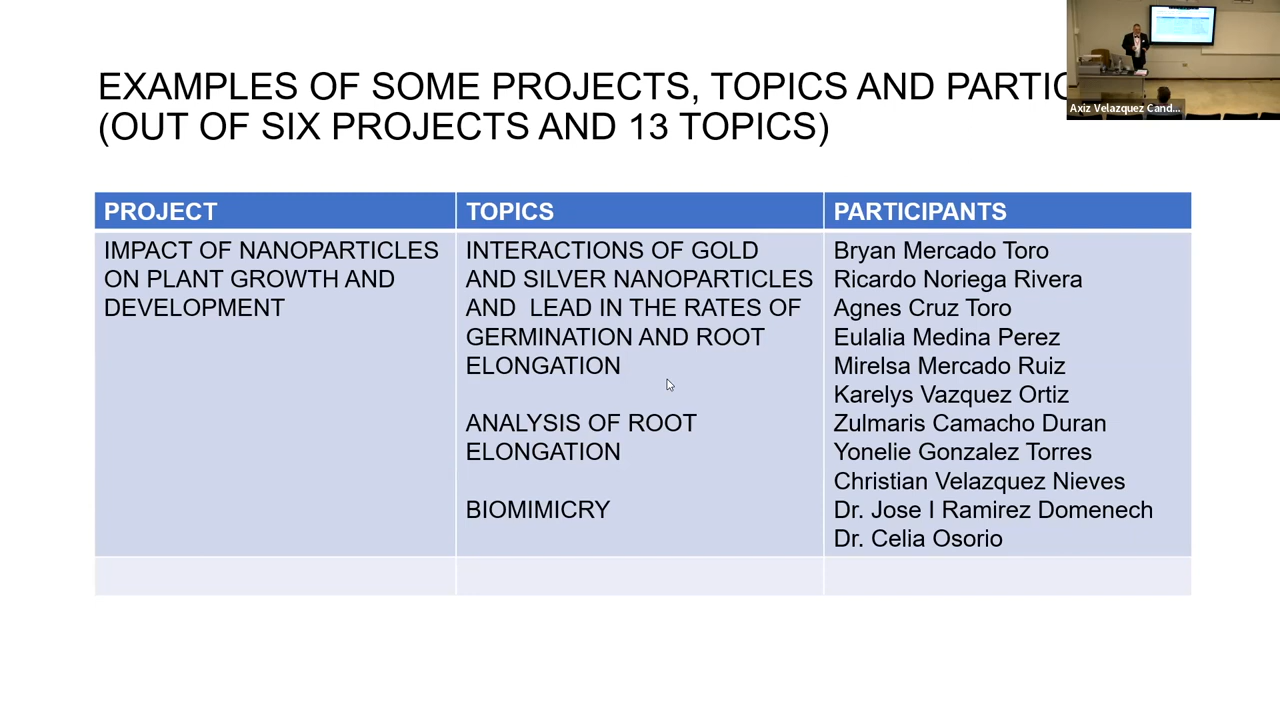 EXAMPLES OF SOME PROJECTS, TOPICS AND PARTIC
(OUT OF SIX PROJECTS AND 13 TOPICS)
Axiz Velazquez Cand...
PROJECT
TOPICS
PARTICIPANTS
IMPACT OF NANOPARTICLES
ON PLANT GROWTH AND
DEVELOPMENT
INTERACTIONS OF GOLD
AND SILVER NANOPARTICLES
AND LEAD IN THE RATES OF
GERMINATION AND ROOT
ELONGATION
ANALYSIS OF ROOT
ELONGATION
BIOMIMICRY
Bryan Mercado Toro
Ricardo Noriega Rivera
Agnes Cruz Toro
Eulalia Medina Perez
Mirelsa Mercado Ruiz
Karelys Vazquez Ortiz
Zulmaris Camacho Duran
Yonelie Gonzalez Torres
Christian Velazquez Nieves
Dr. Jose I Ramirez Domenech
Dr. Celia Osorio